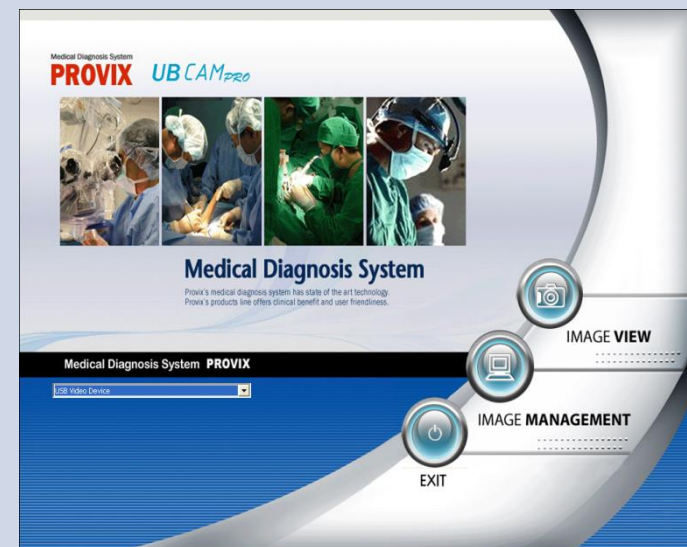 Medical Diagnosis System
PROVIX UBCAMPRO
Medical Diagnosis System
Provix's medical diagnosis system has state of the art technology.
Provix's products line offers clinical benefit and user friendliness.
IMAGE VIEW
Medical Diagnosis System PROVIX
USB Video Device
IMAGE MANAGEMENT
EXIT